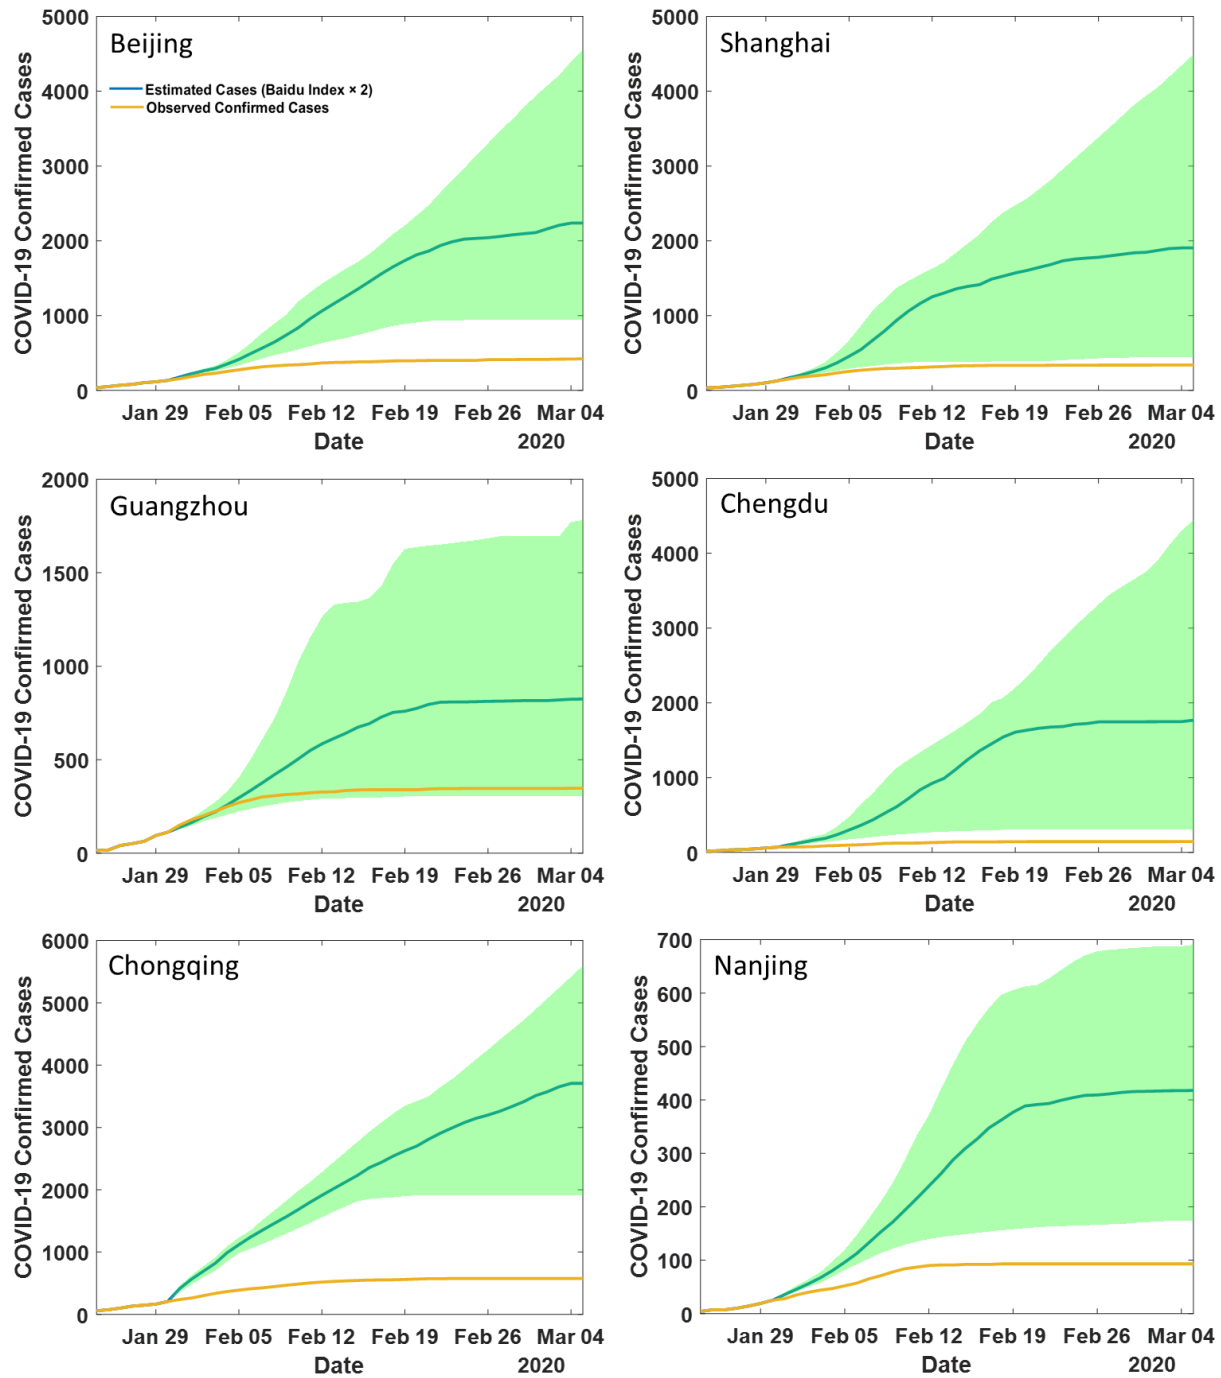 Beijing
Estimated Cases (Baidu Index × 2)
Observed Confirmed Cases
COVID-19 Confirmed Cases
5000
4000
3000
2000
1000
0
Jan 29 Feb 05 Feb 12 Feb 19 Feb 26 Mar 04
Date
2020
Shanghai
COVID-19 Confirmed Cases
5000
4000
3000
2000
1000
0
Jan 29 Feb 05 Feb 12 Feb 19 Feb 26 Mar 04
Date
2020
Guangzhou
COVID-19 Confirmed Cases
2000
1500
1000
500
0
Jan 29 Feb 05 Feb 12 Feb 19 Feb 26 Mar 04
Date
2020
Chengdu
COVID-19 Confirmed Cases
5000
4000
3000
2000
1000
0
Jan 29 Feb 05 Feb 12 Feb 19 Feb 26 Mar 04
Date
2020
Chongqing
COVID-19 Confirmed Cases
6000
5000
4000
3000
2000
1000
0
Jan 29 Feb 05 Feb 12 Feb 19 Feb 26 Mar 04
Date
2020
Nanjing
COVID-19 Confirmed Cases
700
600
500
400
300
200
100
0
Jan 29 Feb 05 Feb 12 Feb 19 Feb 26 Mar 04
Date
2020